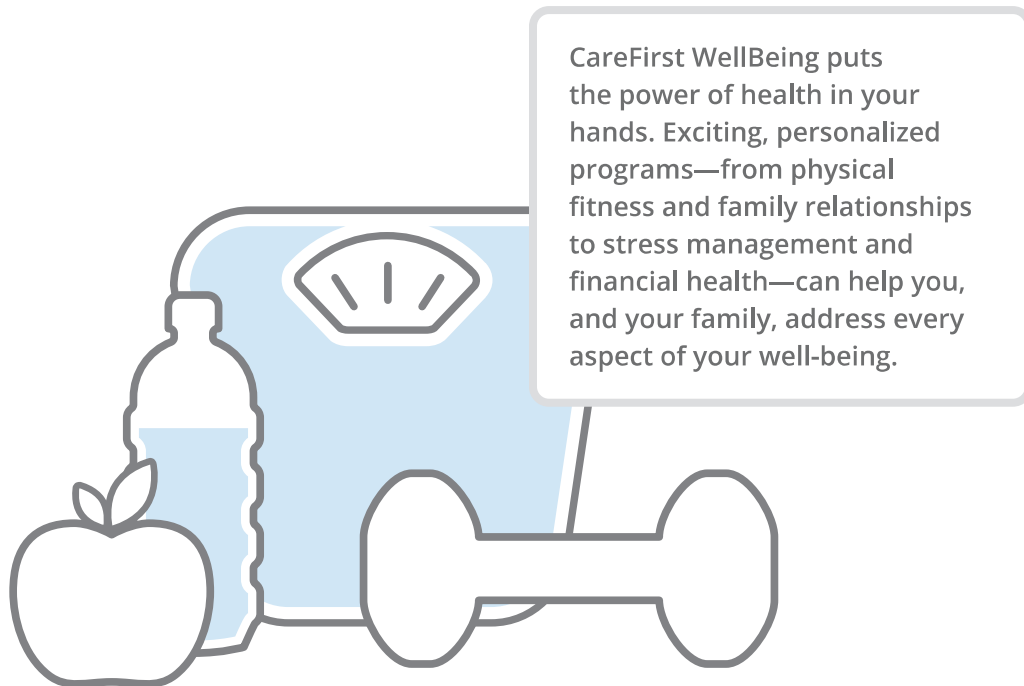 CareFirst WellBeing puts
the power of health in your
hands. Exciting, personalized
programs—from physical
fitness and family relationships
to stress management and
financial health—can help you,
and your family, address every
aspect of your well-being.